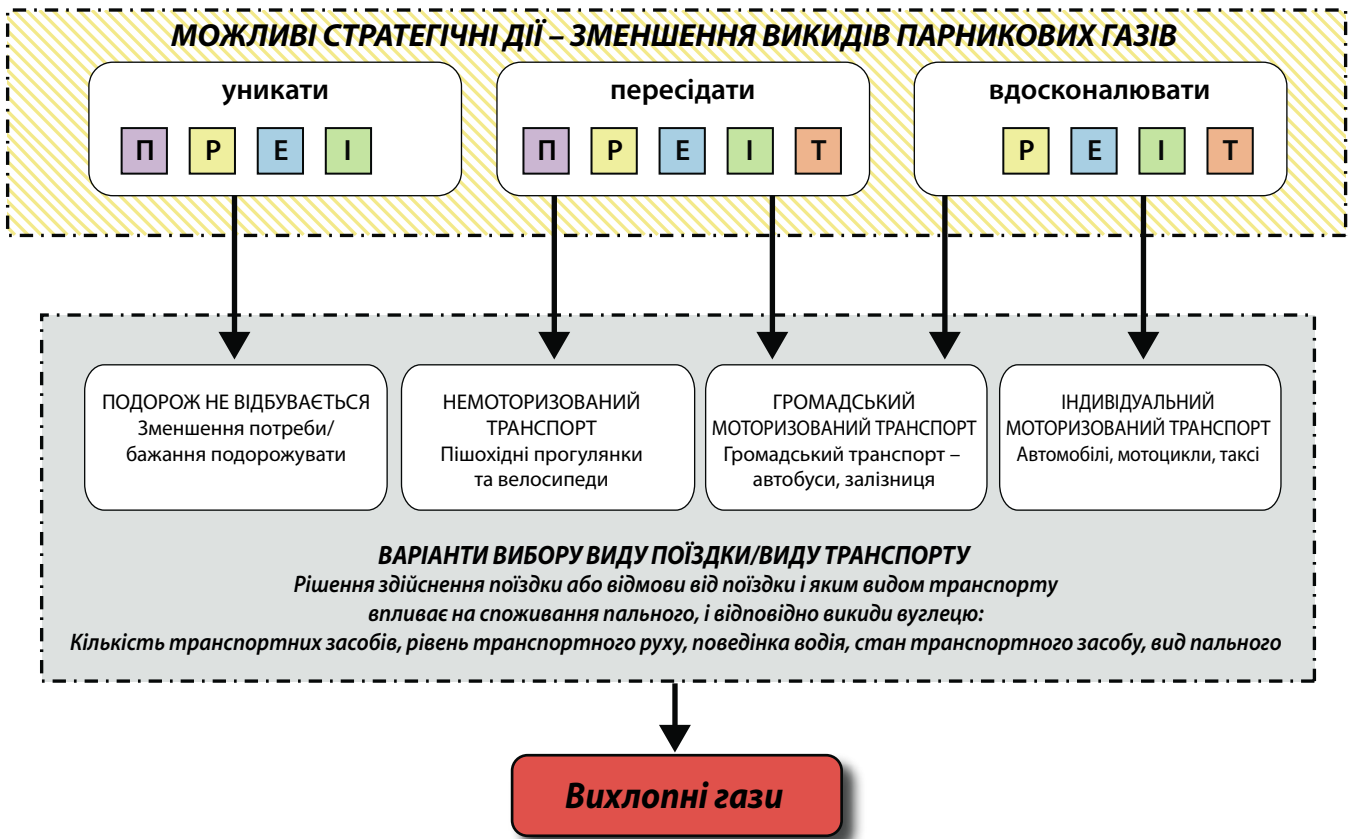 МОЖЛИВІ СТРАТЕГІЧНІ ДІЇ – ЗМЕНШЕННЯ ВИКИДІВ ПАРНИКОВИХ ГАЗІВ
уникати
П Р Е І
пересідати
П Р Е І Т
вдосконалювати
Р Е І Т
ПОДОРОЖ НЕ ВІДБУВАЄТЬСЯ
Зменшення потреби/
бажання подорожувати
НЕМОТОРИЗОВАНИЙ
ТРАНСПОРТ
Пішохідні прогулянки
та велосипеди
ГРОМАДСЬКИЙ
МОТОРИЗОВАНИЙ ТРАНСПОРТ
Громадський транспорт –
автобуси, залізниця
ІНДИВІДУАЛЬНИЙ
МОТОРИЗОВАНИЙ ТРАНСПОРТ
Автомобілі, мотоцикли, таксі
ВАРІАНТИ ВИБОРУ ВИДУ ПОЇЗДКИ/ВИДУ ТРАНСПОРТУ
Рішення здійснення поїздки або відмови від поїздки і яким видом транспорту
впливає на споживання пального, і відповідно викиди вуглецю:
Кількість транспортних засобів, рівень транспортного руху, поведінка водія, стан транспортного засобу, вид пального
Вихлопні гази